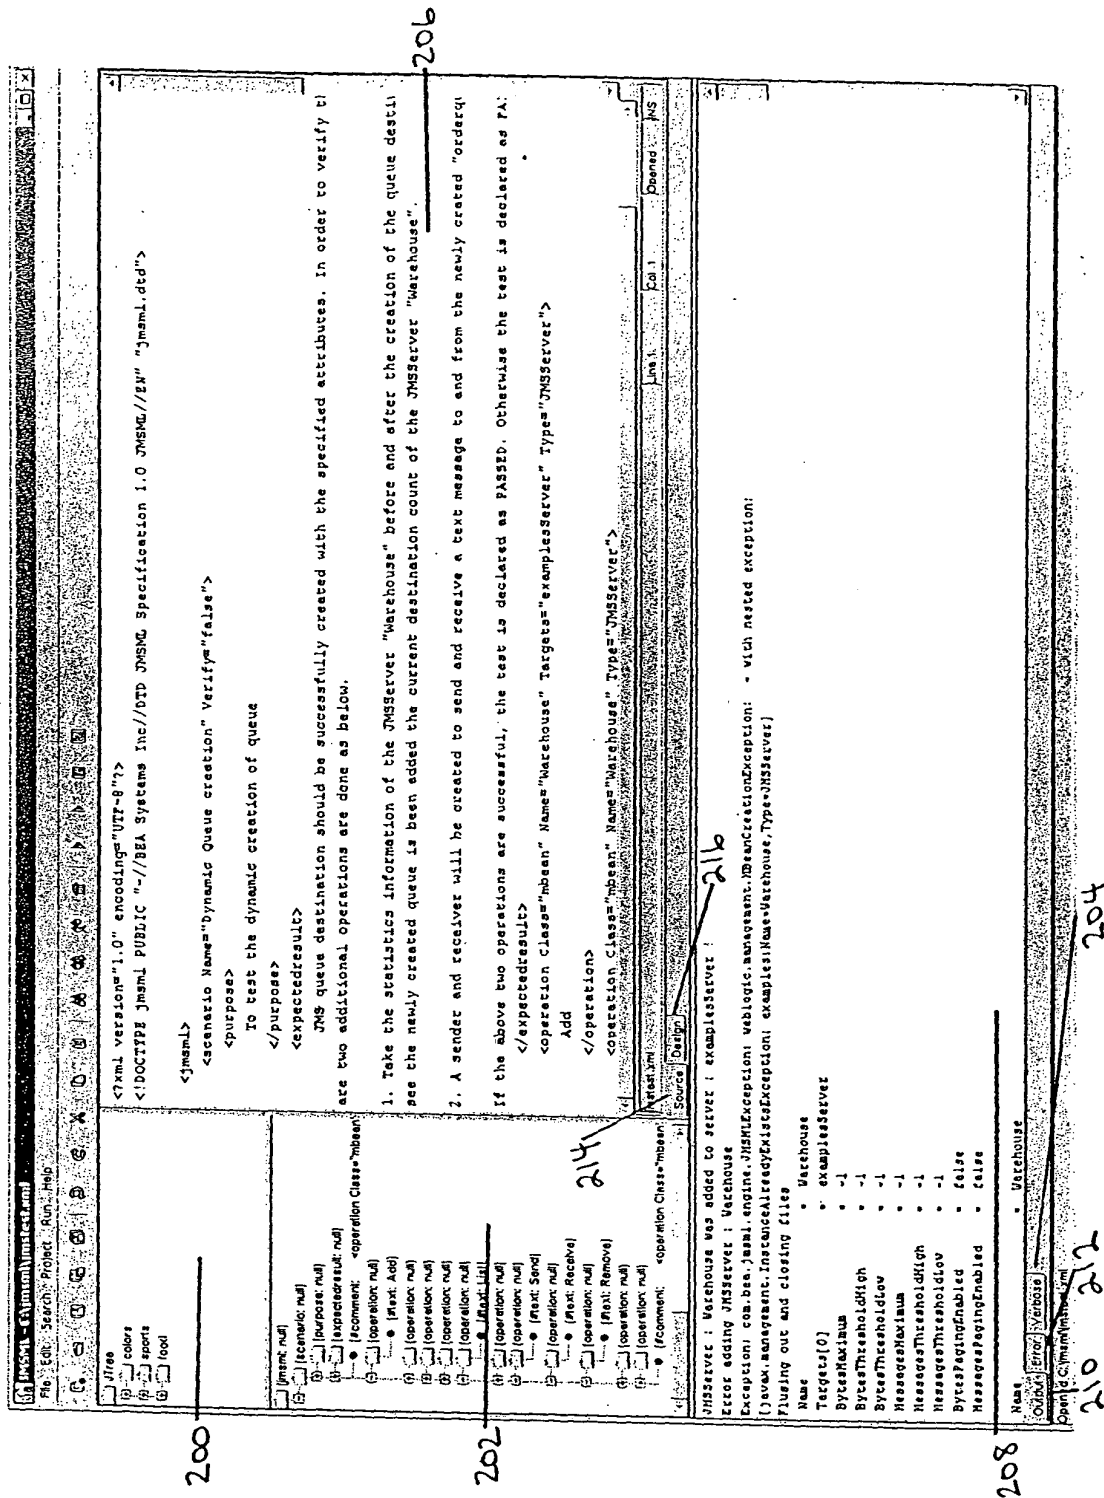 JMSML - C:\jmsml\jmstest.xml
File Edit Search Project Run Help
JTree
colors
sports
food
200
[jmsml: null]
[scenario: null]
[purpose: null]
[expectedresult: null]
[#comment: <operation Class="mbean"
[operation: null]
[#text: Add]
[operation: null]
[operation: null]
[operation: null]
[operation: null]
[#text: List]
[operation: null]
[#text: Send]
[operation: null]
[#text: Receive]
[operation: null]
[#text: Remove]
[operation: null]
[operation: null]
[#comment: <operation Class="mbean"
202
<?xml version="1.0" encoding="UTF-8"?>
<!DOCTYPE jmsml PUBLIC "-//BEA Systems Inc//DTD JMSML Specification 1.0 JMSML//EN" "jmsml.dtd">
<jmsml>
<scenario Name="Dynamic Queue creation" Verify="false">
<purpose>
To test the dynamic creation of queue
</purpose>
<expectedresult>
JMS queue destination should be successfully created with the specified attibutes. In order to verify t
are two additional operations are done as below.
1. Take the statistics information of the JMSServer "Warehouse" before and after the creation of the queue desti
see the newly created queue is been added the current destination count of the JMSServer "Warehouse".
2. A sender and receiver will be created to send and receive a text message to and from the newly crated "orderq
If the above two operations are successful, the test is declared as PASSED. Otherwise the test is declared as FA
</expectedresult>
<operation Class="mbean" Name="Warehouse" Targets="examplesServer" Type="JMSServer">
Add
</operation>
<operation Class="mbean" Name="Warehouse" Type="JMSServer">
206
jmstest.xml
Line 1 Col 1 Opened INS
Source Design
214
216
JMSServer : Warehouse was added to server : examplesServer :
Error adding JMSServer : Warehouse
Exception: com.bea.jmsml.engine.JMSMLException: weblogic.management.MBeanCreationException: - with nested exception:
[javax.management.InstanceAlreadyExistsException: examples:Name=Warehouse,Type=JMSServer]
Flusing out and closing files
Name = Warehouse
Targets[0] = examplesServer
BytesMaximum = -1
BytesThresholdHigh = -1
BytesThresholdLow = -1
MessagesMaximum = -1
MessagesThresholdHigh = -1
MessagesThresholdLow = -1
BytesPagingEnabled = false
MessagesPagingEnabled = false
Name = Warehouse
208
Output Error Verbose
210
212
204